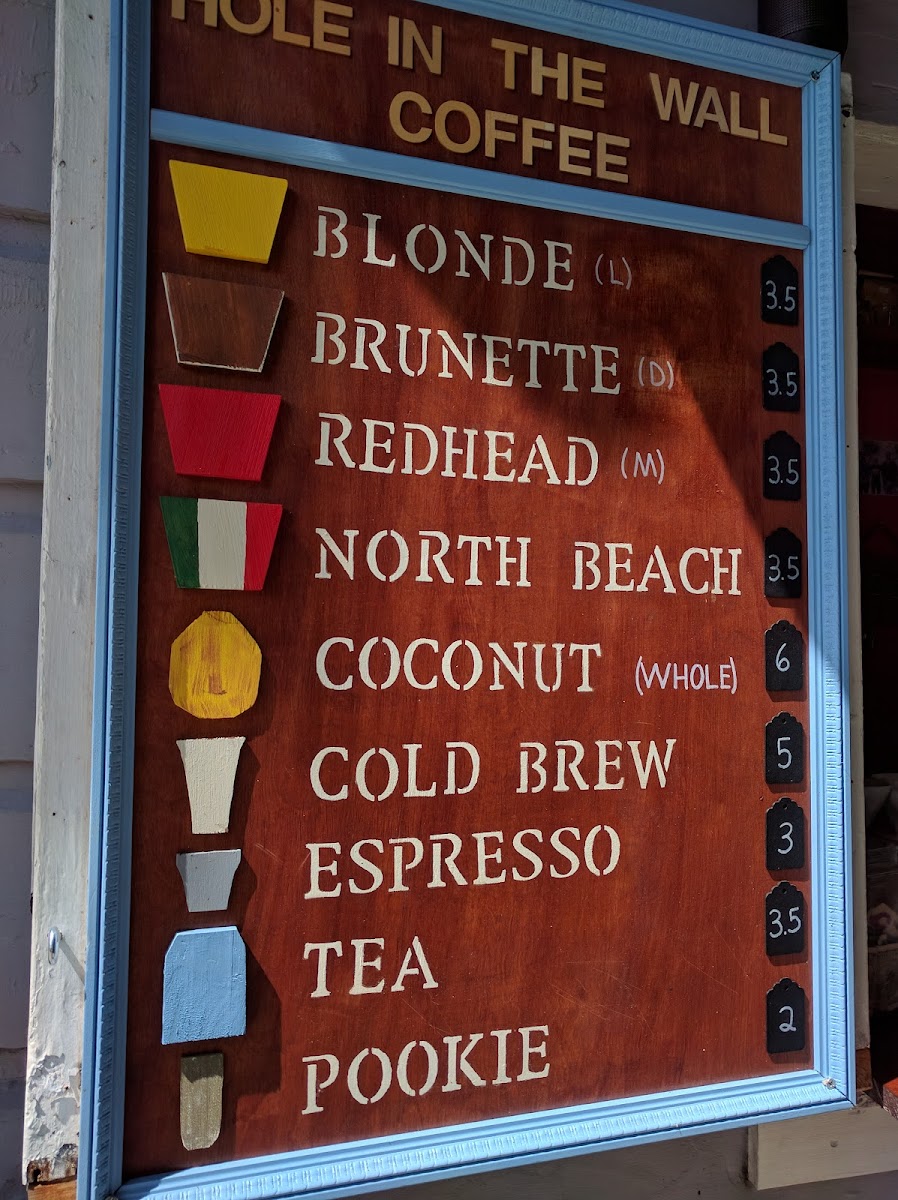 HOLE IN THE WALL
COFFEE
BLONDE (L) 3.5
BRUNETTE (D) 3.5
REDHEAD (M) 3.5
NORTH BEACH 3.5
COCONUT (WHOLE) 6
COLD BREW 5
ESPRESSO 3
TEA 3.5
POOKIE 2